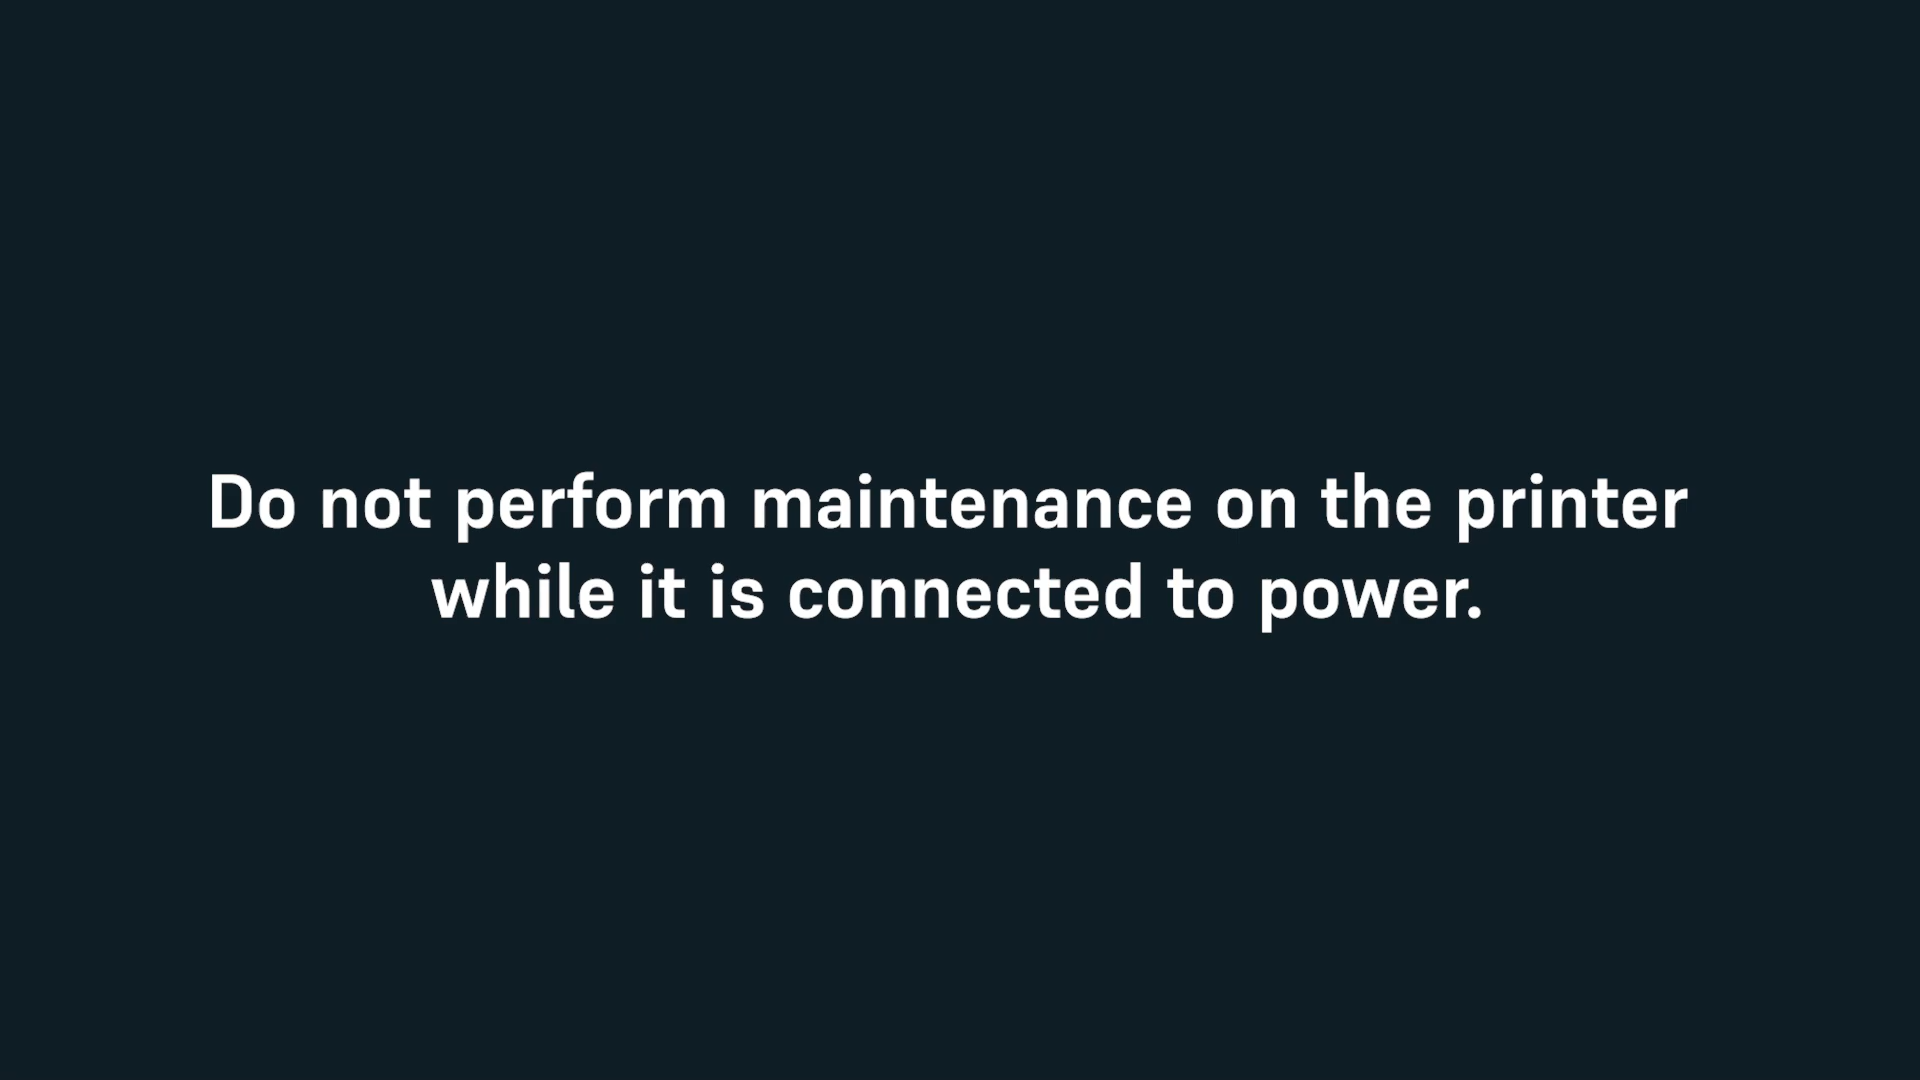 Do not perform maintenance on the printer
while it is connected to power.